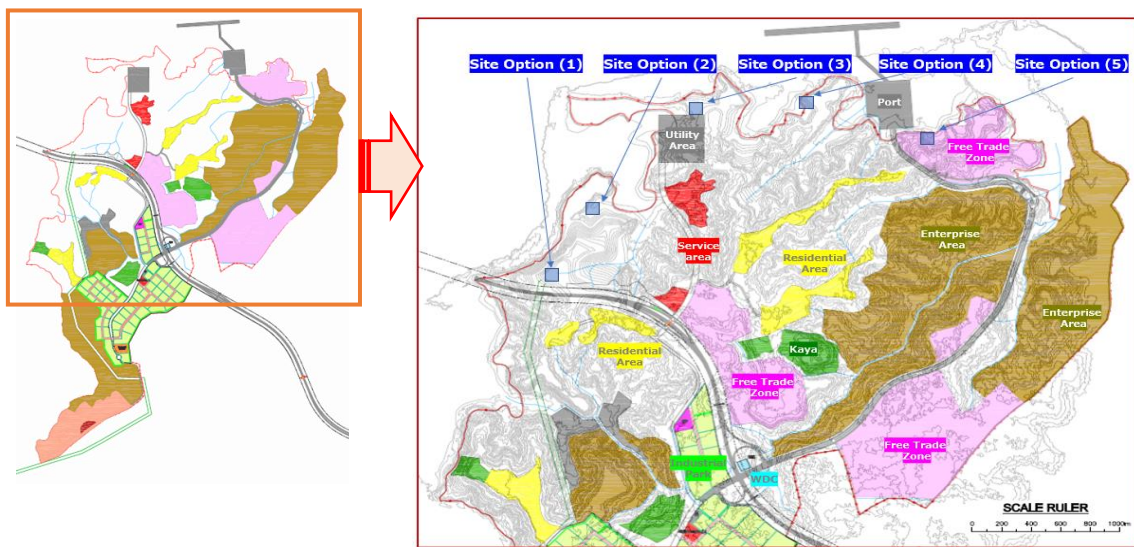 Site Option (1)
Site Option (2)
Site Option (3)
Site Option (4)
Site Option (5)
Port
Utility
Area
Free Trade
Zone
Service
area
Enterprise
Area
Residential
Area
Enterprise
Area
Kaya
Residential
Area
Free Trade
Zone
Free Trade
Zone
Industrial
Park
WDC
SCALE RULER
0 200 400 600 800 1000m